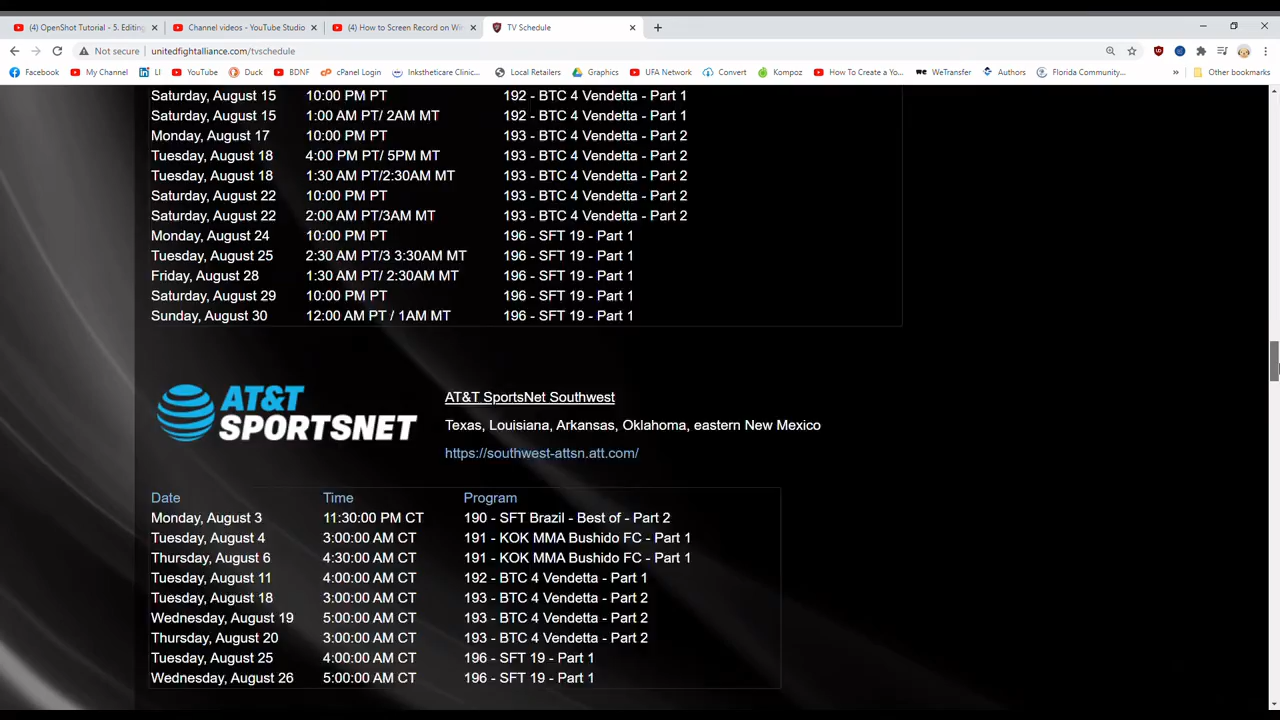 (4) OpenShot Tutorial - 5. Editing
Channel videos - YouTube Studio
(4) How to Screen Record on Win
TV Schedule
Not secure
unitedfightalliance.com/tvschedule
Facebook
My Channel
LI
YouTube
Duck
BDNF
cPanel Login
Inkstheticare Clinic...
Local Retailers
Graphics
UFA Network
Convert
Kompoz
How To Create a Yo...
WeTransfer
Authors
Florida Community...
Other bookmarks
Saturday, August 15 10:00 PM PT 192 - BTC 4 Vendetta - Part 1
Saturday, August 15 1:00 AM PT/ 2AM MT 192 - BTC 4 Vendetta - Part 1
Monday, August 17 10:00 PM PT 193 - BTC 4 Vendetta - Part 2
Tuesday, August 18 4:00 PM PT/ 5PM MT 193 - BTC 4 Vendetta - Part 2
Tuesday, August 18 1:30 AM PT/2:30AM MT 193 - BTC 4 Vendetta - Part 2
Saturday, August 22 10:00 PM PT 193 - BTC 4 Vendetta - Part 2
Saturday, August 22 2:00 AM PT/3AM MT 193 - BTC 4 Vendetta - Part 2
Monday, August 24 10:00 PM PT 196 - SFT 19 - Part 1
Tuesday, August 25 2:30 AM PT/3 3:30AM MT 196 - SFT 19 - Part 1
Friday, August 28 1:30 AM PT/ 2:30AM MT 196 - SFT 19 - Part 1
Saturday, August 29 10:00 PM PT 196 - SFT 19 - Part 1
Sunday, August 30 12:00 AM PT / 1AM MT 196 - SFT 19 - Part 1
AT&T
SPORTSNET
AT&T SportsNet Southwest
Texas, Louisiana, Arkansas, Oklahoma, eastern New Mexico
https://southwest-attsn.att.com/
Date Time Program
Monday, August 3 11:30:00 PM CT 190 - SFT Brazil - Best of - Part 2
Tuesday, August 4 3:00:00 AM CT 191 - KOK MMA Bushido FC - Part 1
Thursday, August 6 4:30:00 AM CT 191 - KOK MMA Bushido FC - Part 1
Tuesday, August 11 4:00:00 AM CT 192 - BTC 4 Vendetta - Part 1
Tuesday, August 18 3:00:00 AM CT 193 - BTC 4 Vendetta - Part 2
Wednesday, August 19 5:00:00 AM CT 193 - BTC 4 Vendetta - Part 2
Thursday, August 20 3:00:00 AM CT 193 - BTC 4 Vendetta - Part 2
Tuesday, August 25 4:00:00 AM CT 196 - SFT 19 - Part 1
Wednesday, August 26 5:00:00 AM CT 196 - SFT 19 - Part 1